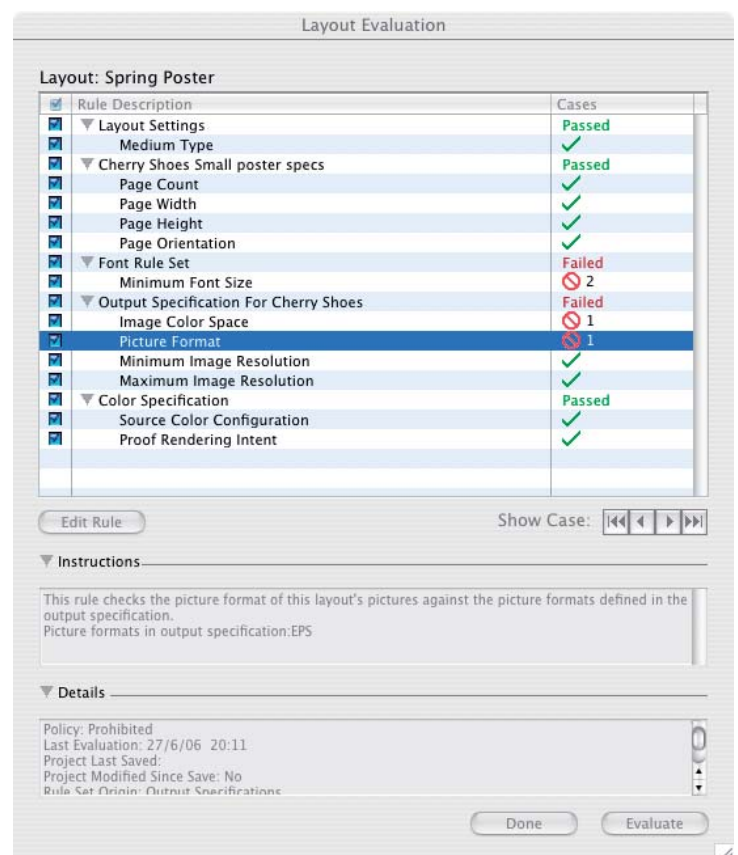 Layout Evaluation
Layout: Spring Poster
Rule Description Cases
Layout Settings Passed
Medium Type
Cherry Shoes Small poster specs Passed
Page Count
Page Width
Page Height
Page Orientation
Font Rule Set Failed
Minimum Font Size 2
Output Specification For Cherry Shoes Failed
Image Color Space 1
Picture Format 1
Minimum Image Resolution
Maximum Image Resolution
Color Specification Passed
Source Color Configuration
Proof Rendering Intent
Edit Rule Show Case:
Instructions
This rule checks the picture format of this layout's pictures against the picture formats defined in the
output specification.
Picture formats in output specification:EPS
Details
Policy: Prohibited
Last Evaluation: 27/6/06 20:11
Project Last Saved:
Project Modified Since Save: No
Rule Set Origin: Output Specifications
Done Evaluate